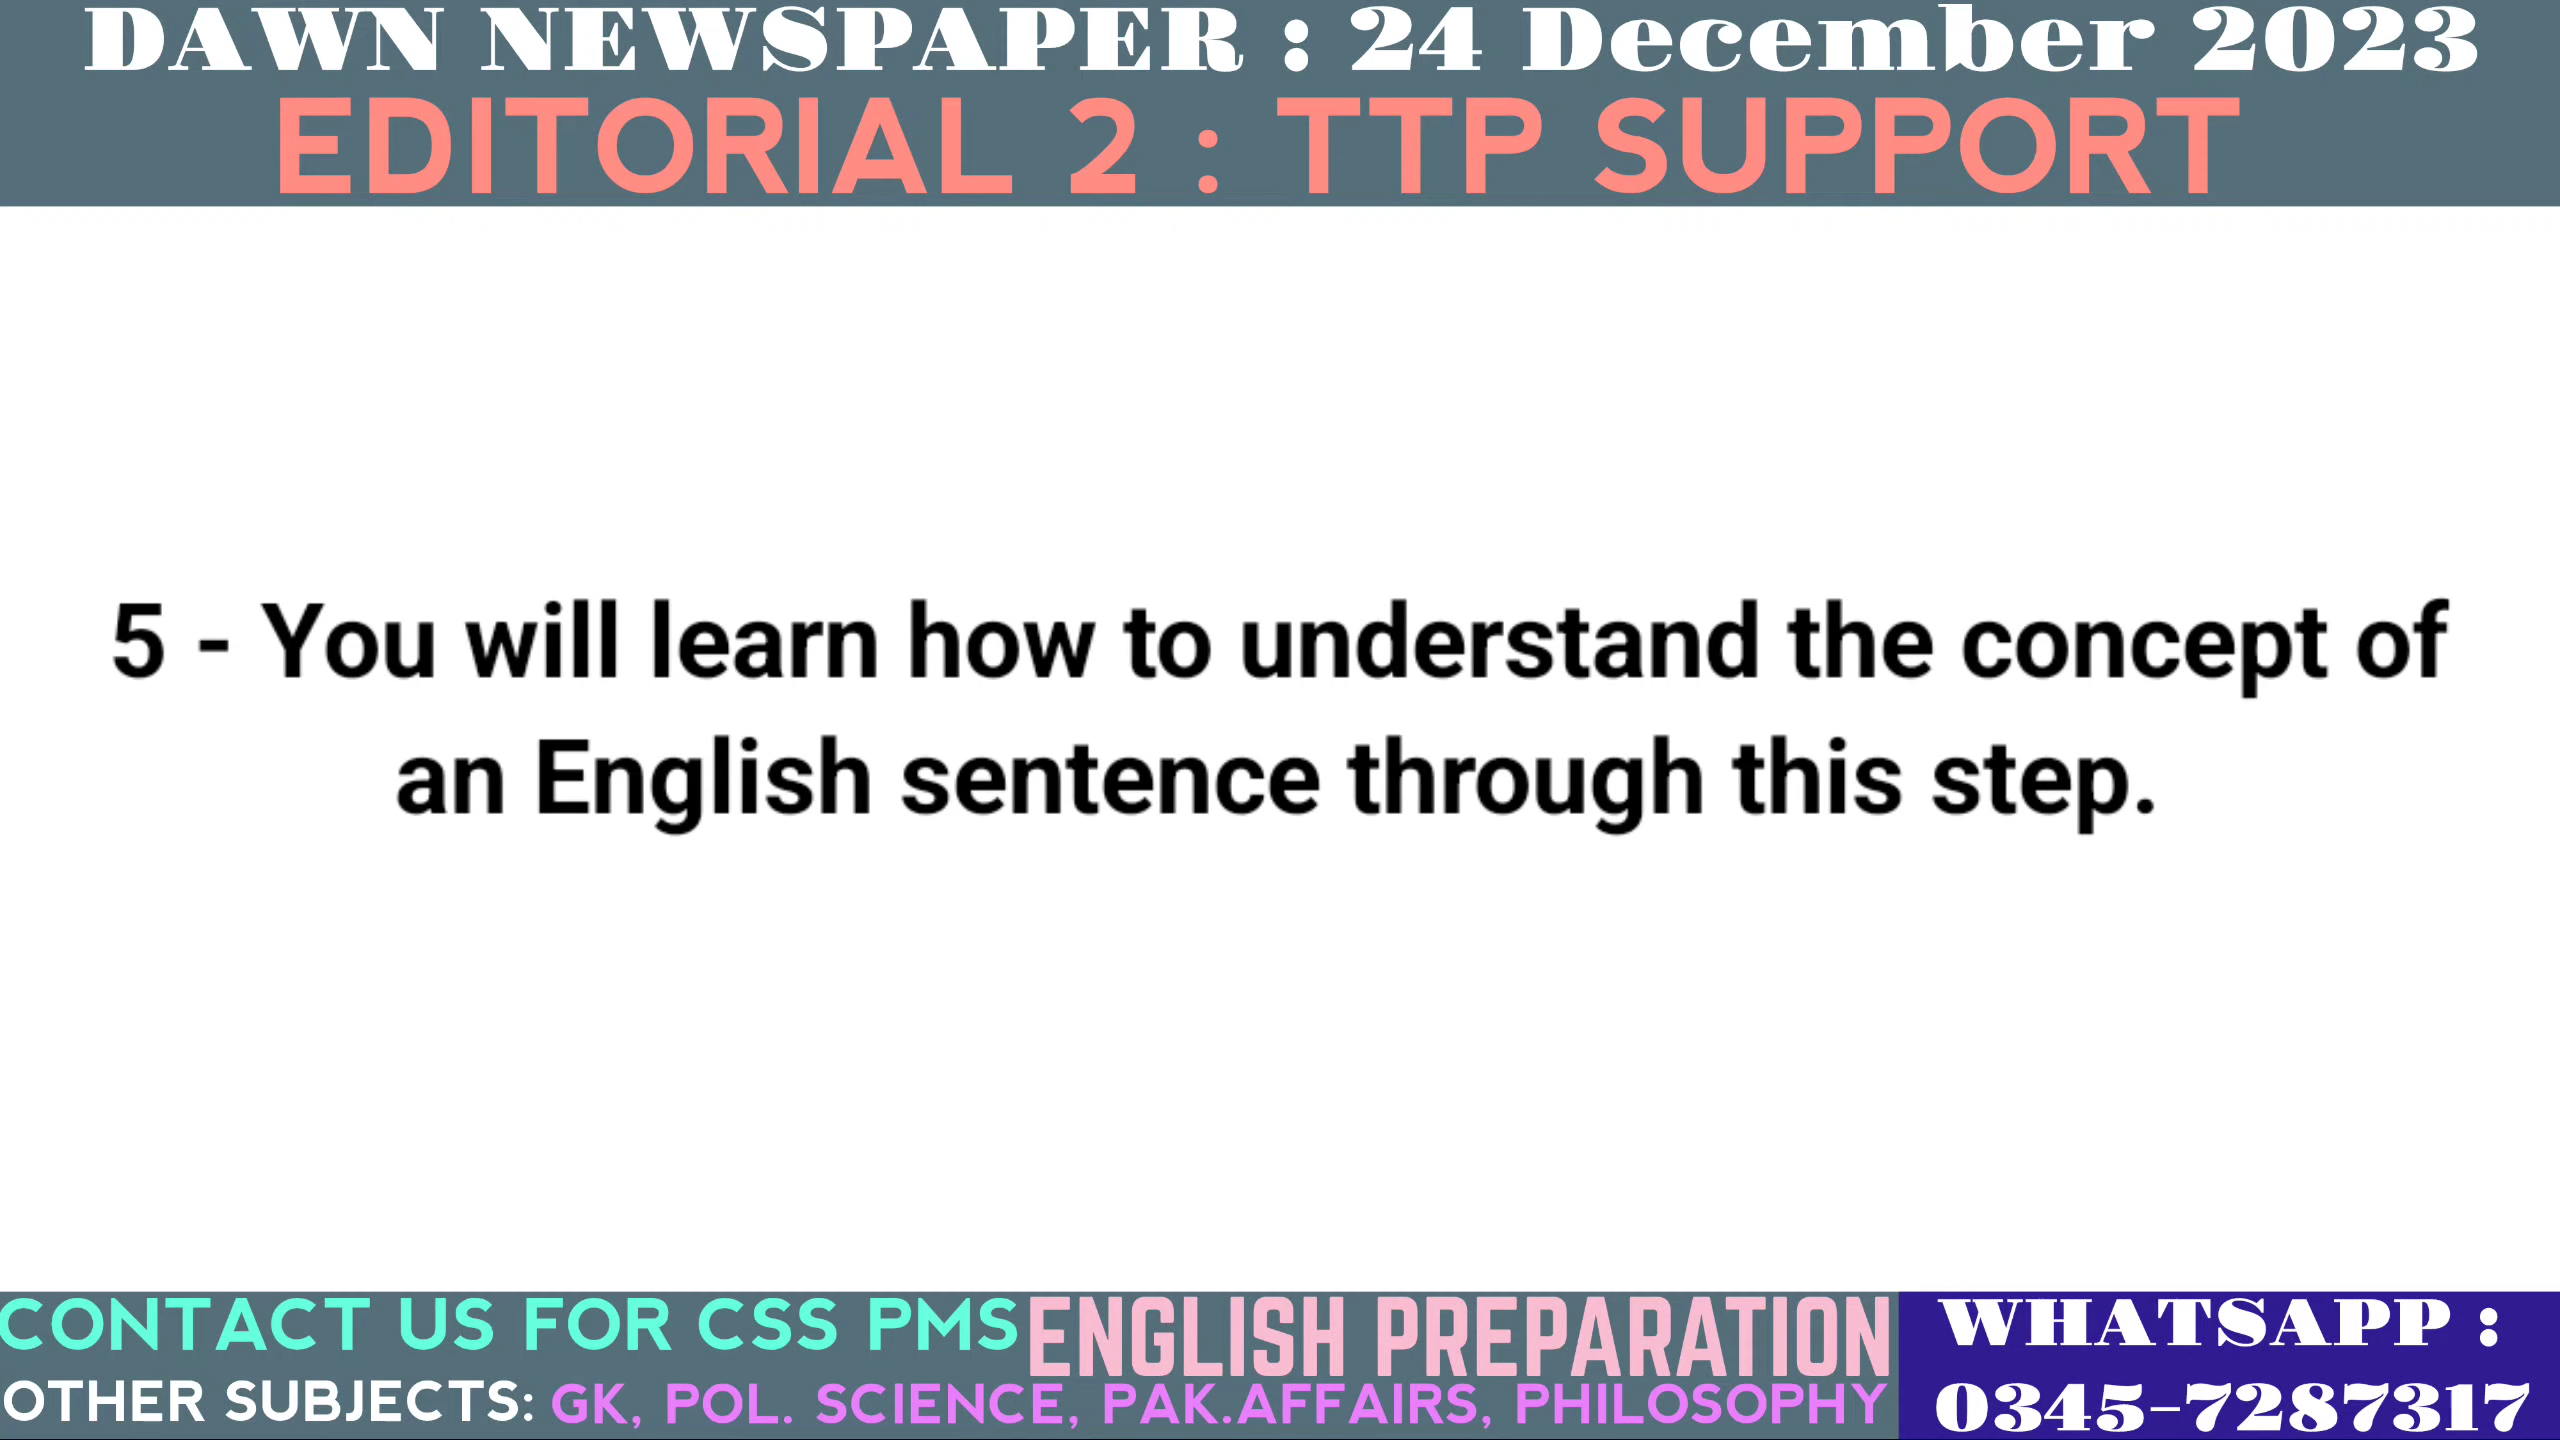 DAWN NEWSPAPER : 24 December 2023
EDITORIAL 2 : TTP SUPPORT
5 - You will learn how to understand the concept of
an English sentence through this step.
CONTACT US FOR CSS PMS ENGLISH PREPARATION
OTHER SUBJECTS: GK, POL. SCIENCE, PAK.AFFAIRS, PHILOSOPHY
WHATSAPP :
0345-7287317